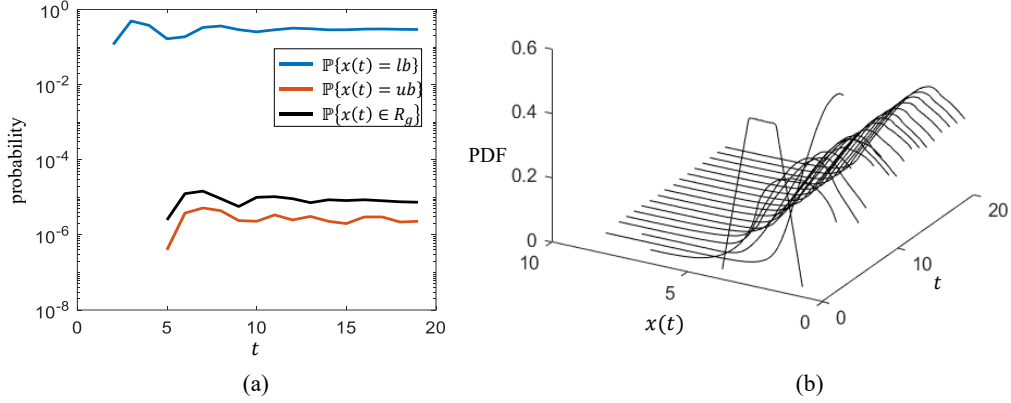 10^0
10^-2
10^-4
10^-6
10^-8
probability
0 5 10 15 20
t
ℙ{x(t) = lb}
ℙ{x(t) = ub}
ℙ{x(t) ∈ R_g}
(a)
0.6
0.4
PDF
0.2
0
10
5
0
x(t)
0
10
20
t
(b)